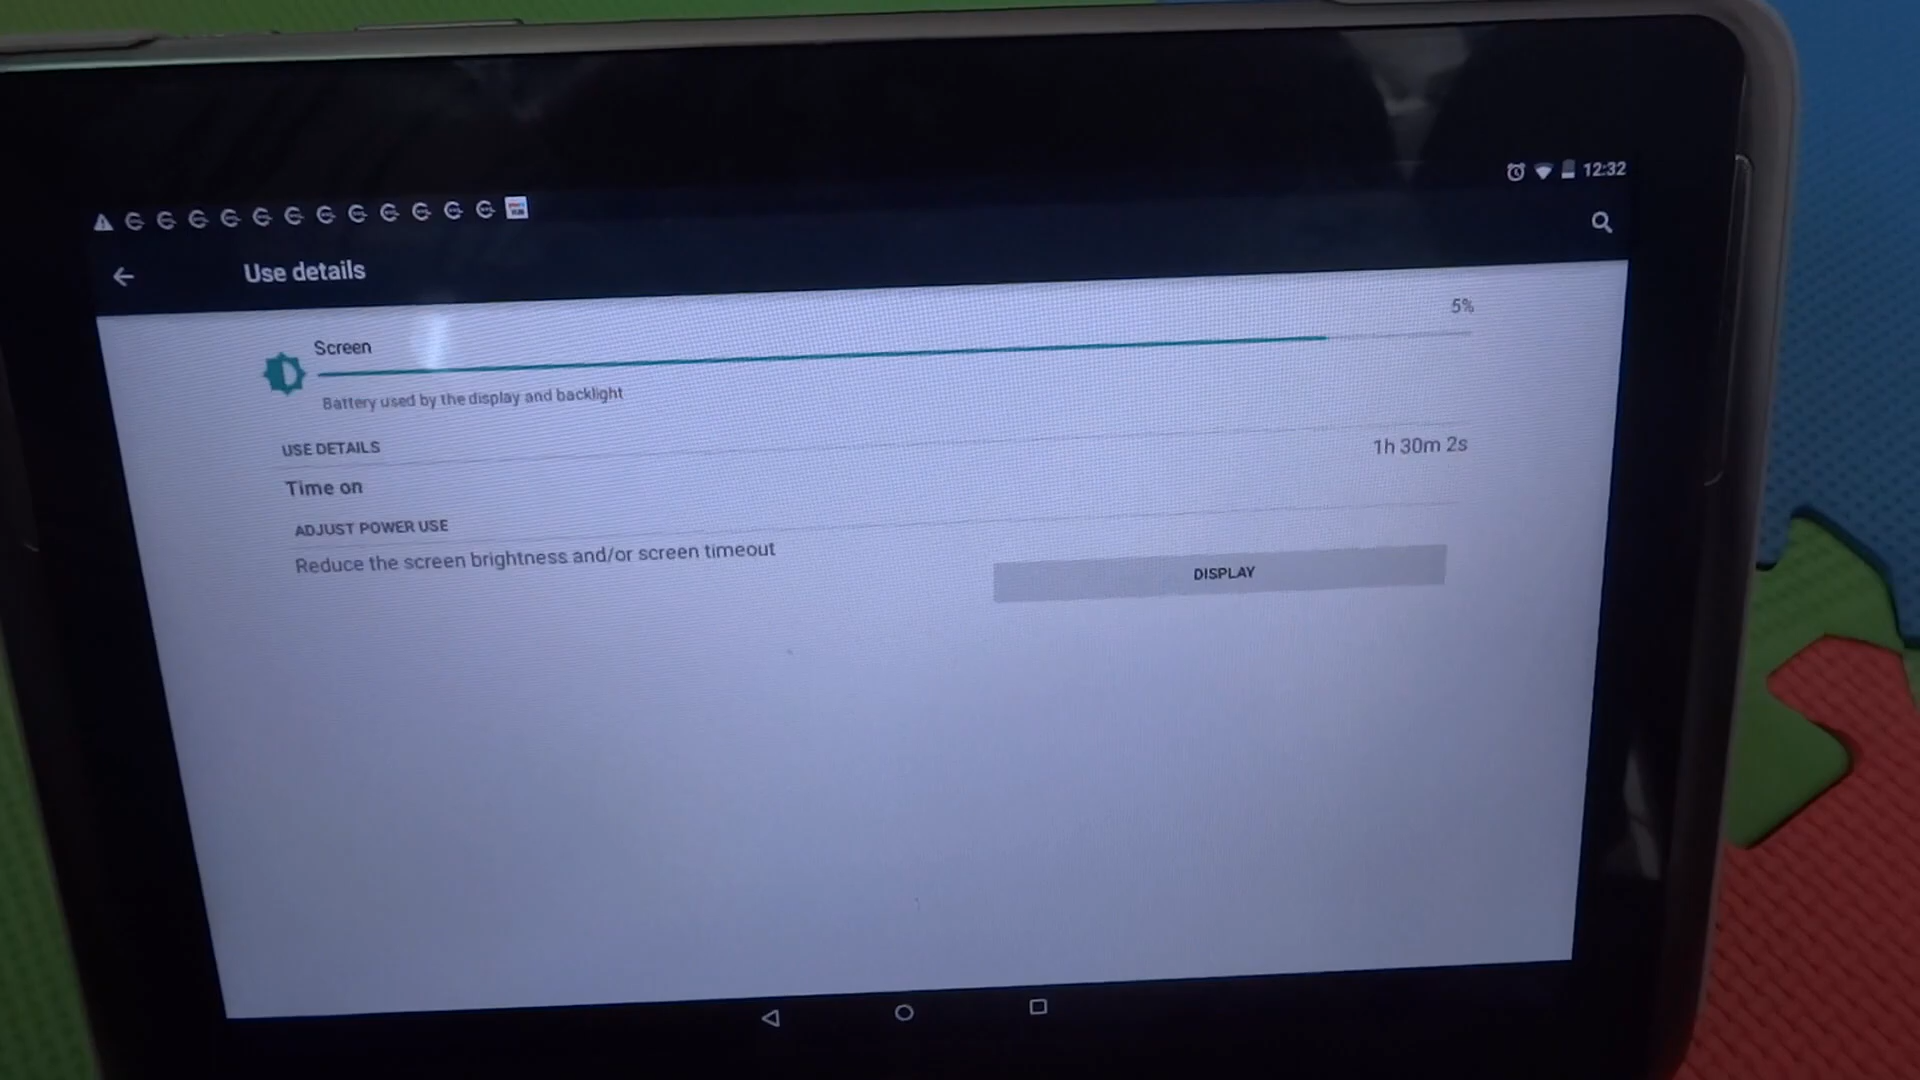 12:32
Use details
5%
Screen
Battery used by the display and backlight
USE DETAILS
1h 30m 2s
Time on
ADJUST POWER USE
Reduce the screen brightness and/or screen timeout
DISPLAY